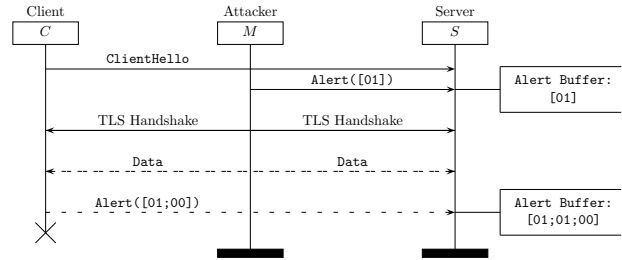 Client
Attacker
Server
C
M
S
ClientHello
Alert([01])
Alert Buffer:
[01]
TLS Handshake
TLS Handshake
Data
Data
Alert([01;00])
Alert Buffer:
[01;01;00]